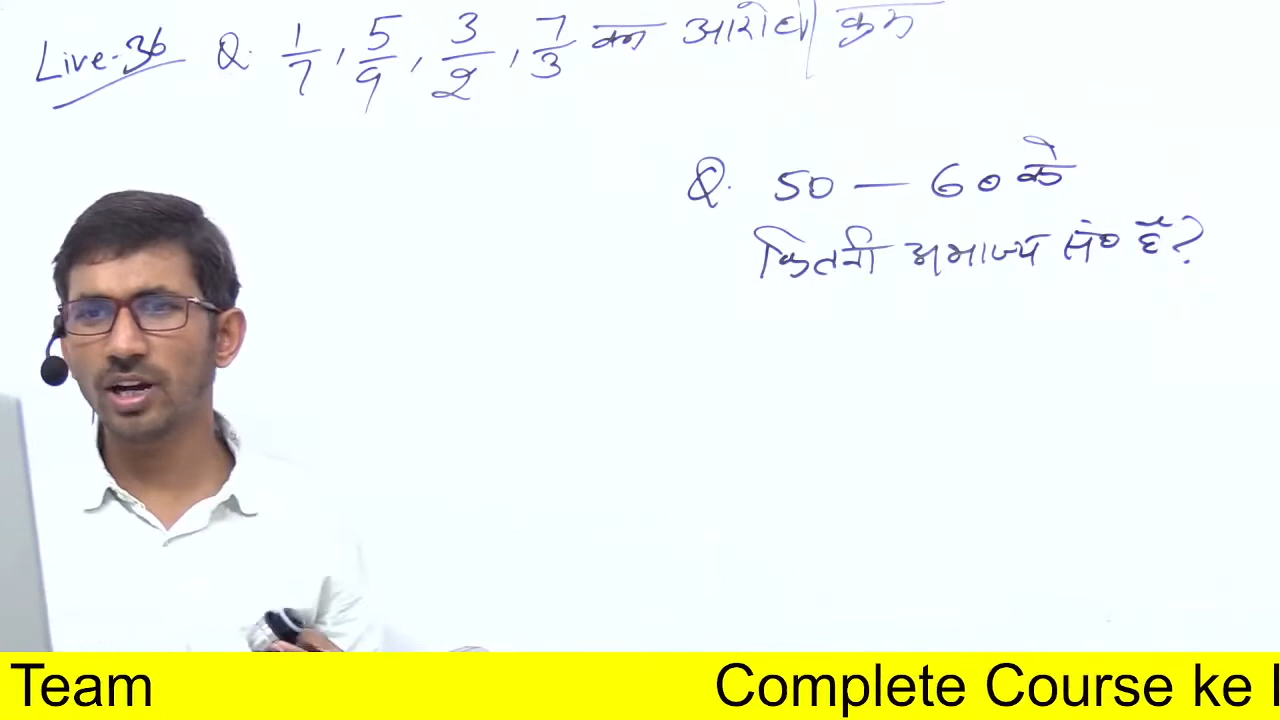 Live-36 Q. 1/7, 5/9, 3/2, 7/3 का आरोही क्रम
Q. 50 — 60 के
कितनी अभाज्य सं० हैं?
Team Complete Course ke l